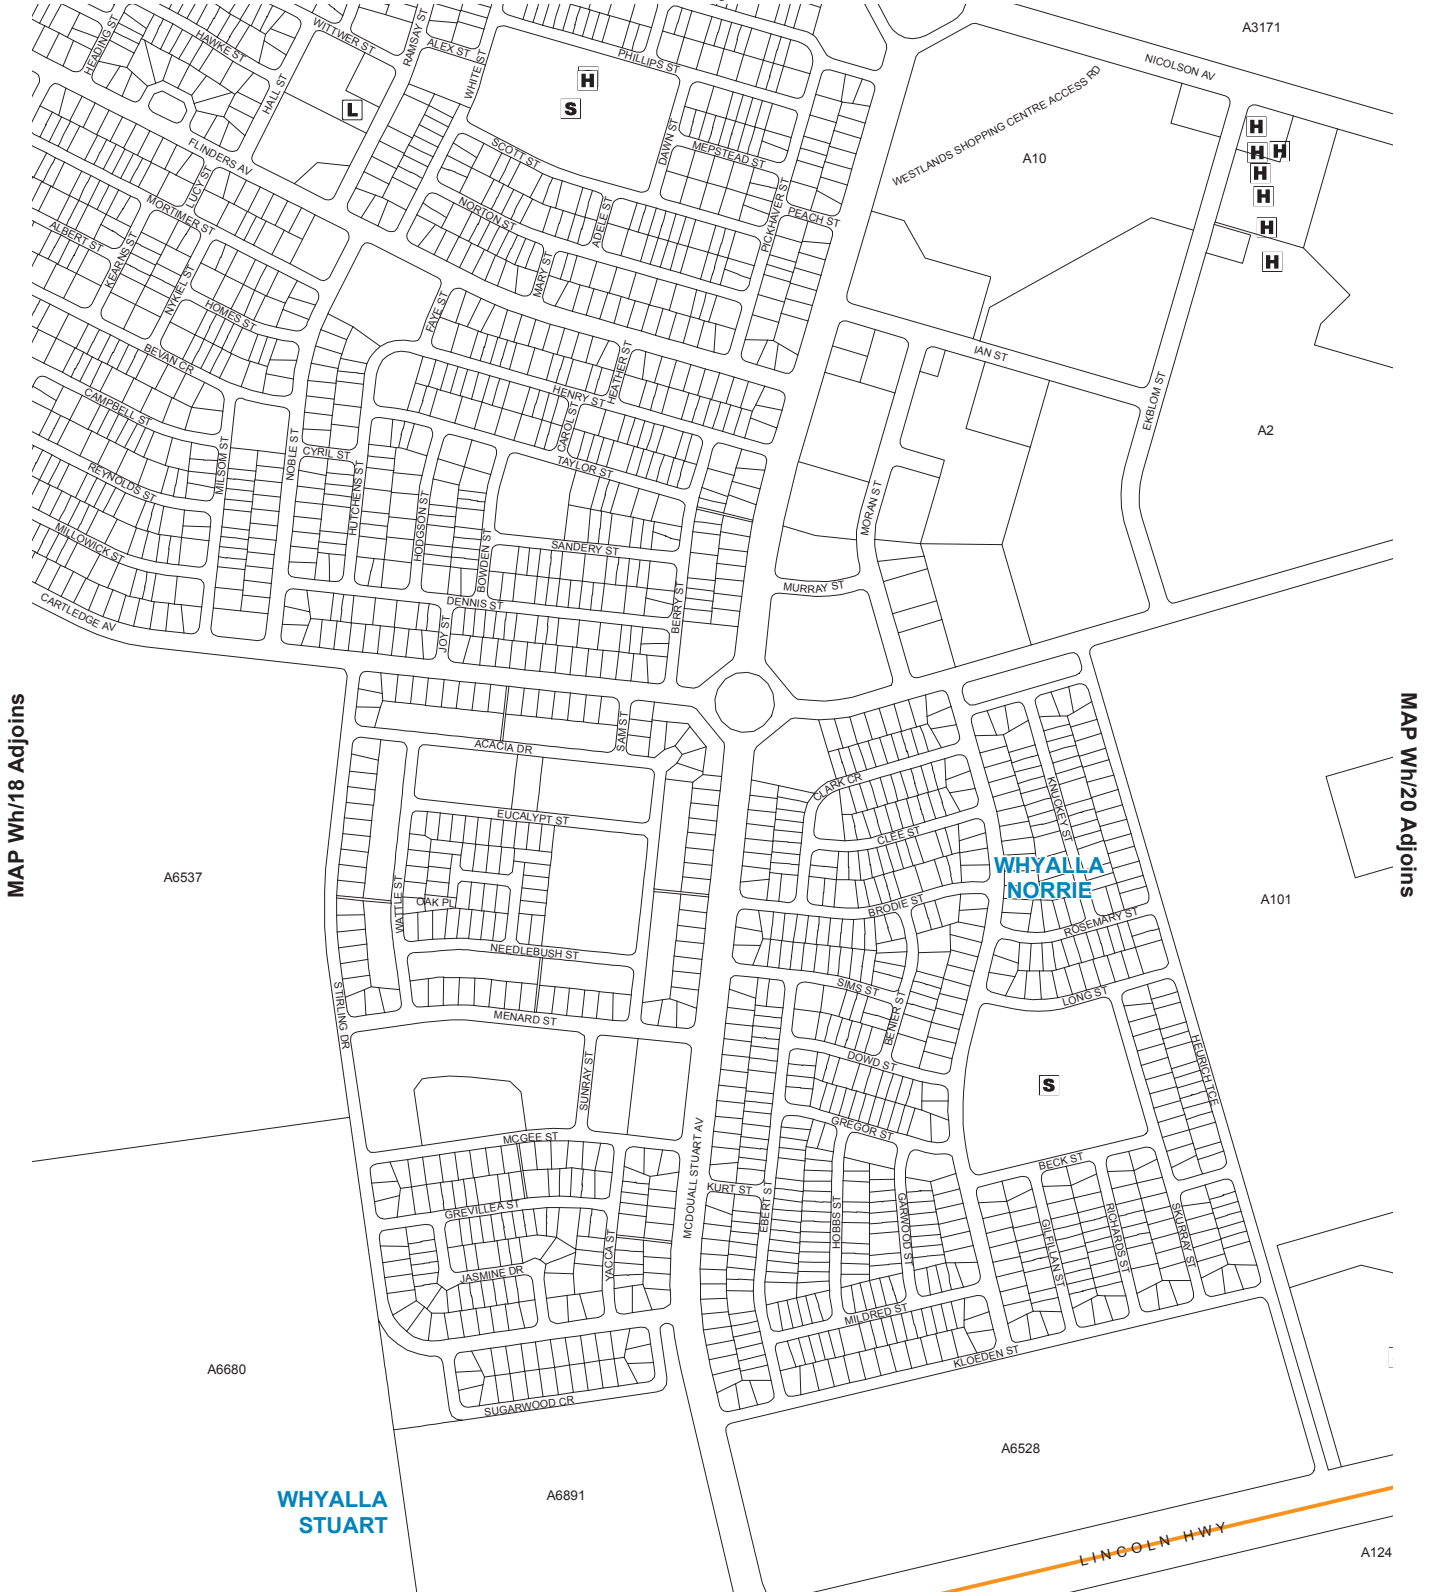 A3171
HEADING ST
HAWKE ST
WITTWER ST
RAMSAY ST
ALEX ST
WHITE ST
PHILLIPS ST
NICOLSON AV
HALL ST
L
H
S
WESTLANDS SHOPPING CENTRE ACCESS RD
A10
H
H
H
H
H
H
H
FLINDERS AV
LUCY ST
MORTIMER ST
ALBERT ST
KEARNS ST
NYKIEL ST
HOMES ST
BEVAN CR
SCOTT ST
DAWN ST
MEPSTEAD ST
NORTON ST
ADELE ST
PICKHAVER ST
PEACH ST
MARY ST
FAYE ST
HEATHER ST
HENRY ST
CAROL ST
TAYLOR ST
IAN ST
EKBLOM ST
A2
CAMPBELL ST
REYNOLDS ST
MILLOWICK ST
CARTLEDGE AV
MILSOM ST
NOBLE ST
CYRIL ST
HUTCHENS ST
HODGSON ST
BOWDEN ST
SANDERY ST
DENNIS ST
JOY ST
BERRY ST
MORAN ST
MURRAY ST
MAP Wh/18 Adjoins
MAP Wh/20 Adjoins
SAM ST
ACACIA DR
EUCALYPT ST
WATTLE ST
OAK PL
NEEDLEBUSH ST
MENARD ST
STIRLING DR
A6537
CLARK CR
CLEE ST
BRODIE ST
KNUCKEY ST
WHYALLA
NORRIE
ROSEMARY ST
LONG ST
A101
SIMS ST
BENIER ST
DOWD ST
GREGOR ST
S
HEURICH TCE
SUNRAY ST
MCGEE ST
MCDOUALL STUART AV
KURT ST
EBERT ST
HOBBS ST
GARWOOD ST
BECK ST
GILFILLAN ST
RICHARDS ST
SKURRAY ST
GREVILLEA ST
YACCA ST
JASMINE DR
MILDRED ST
KLOEDEN ST
SUGARWOOD CR
A6680
A6528
A6891
WHYALLA
STUART
LINCOLN HWY
A124